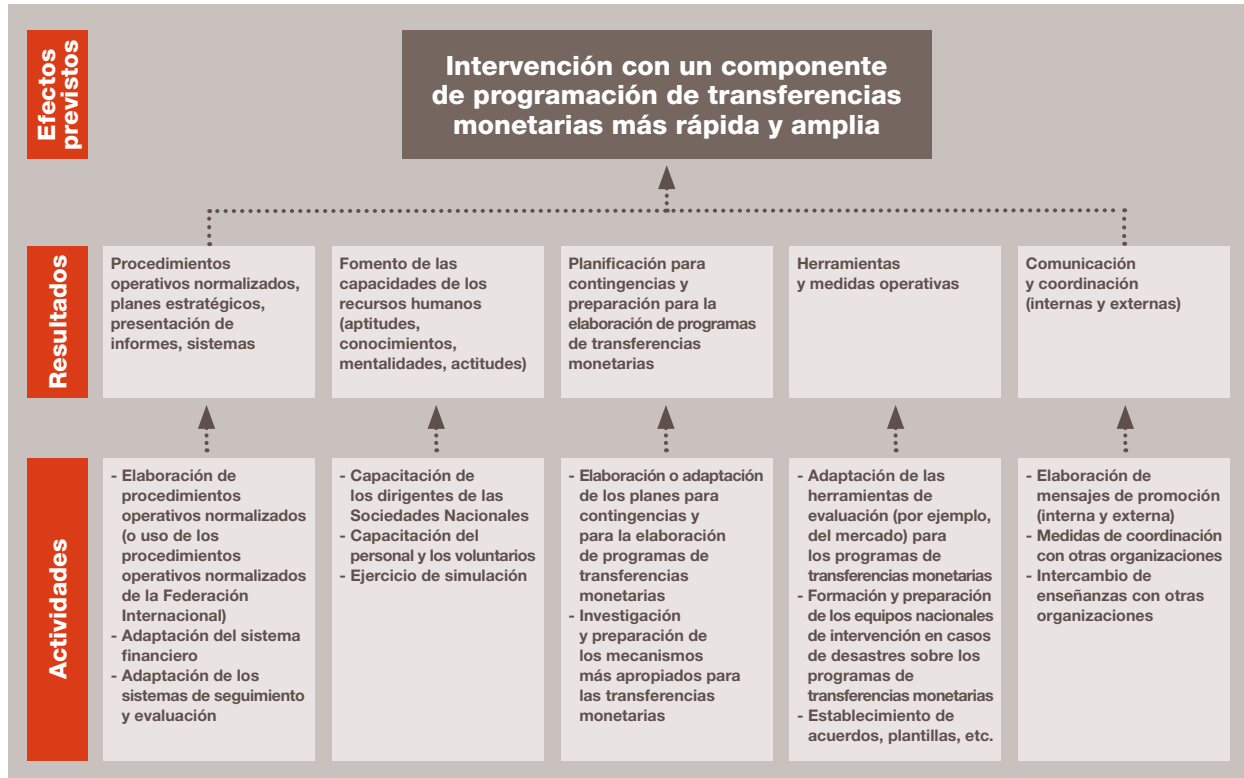 Efectos
previstos
Intervención con un componente
de programación de transferencias
monetarias más rápida y amplia
Resultados
Procedimientos
operativos normalizados,
planes estratégicos,
presentación de
informes, sistemas
Fomento de las
capacidades de los
recursos humanos
(aptitudes,
conocimientos,
mentalidades, actitudes)
Planificación para
contingencias y
preparación para la
elaboración de programas
de transferencias
monetarias
Herramientas
y medidas operativas
Comunicación
y coordinación
(internas y externas)
Actividades
- Elaboración de
procedimientos
operativos normalizados
(o uso de los
procedimientos
operativos normalizados
de la Federación
Internacional)
- Adaptación del sistema
financiero
- Adaptación de los
sistemas de seguimiento
y evaluación
- Capacitación de
los dirigentes de las
Sociedades Nacionales
- Capacitación del
personal y los voluntarios
- Ejercicio de simulación
- Elaboración o adaptación
de los planes para
contingencias y
para la elaboración
de programas de
transferencias
monetarias
- Investigación
y preparación de
los mecanismos
más apropiados para
las transferencias
monetarias
- Adaptación de las
herramientas de
evaluación (por ejemplo,
del mercado) para
los programas de
transferencias monetarias
- Formación y preparación
de los equipos nacionales
de intervención en casos
de desastres sobre los
programas de
transferencias monetarias
- Establecimiento de
acuerdos, plantillas, etc.
- Elaboración de
mensajes de promoción
(interna y externa)
- Medidas de coordinación
con otras organizaciones
- Intercambio de
enseñanzas con otras
organizaciones